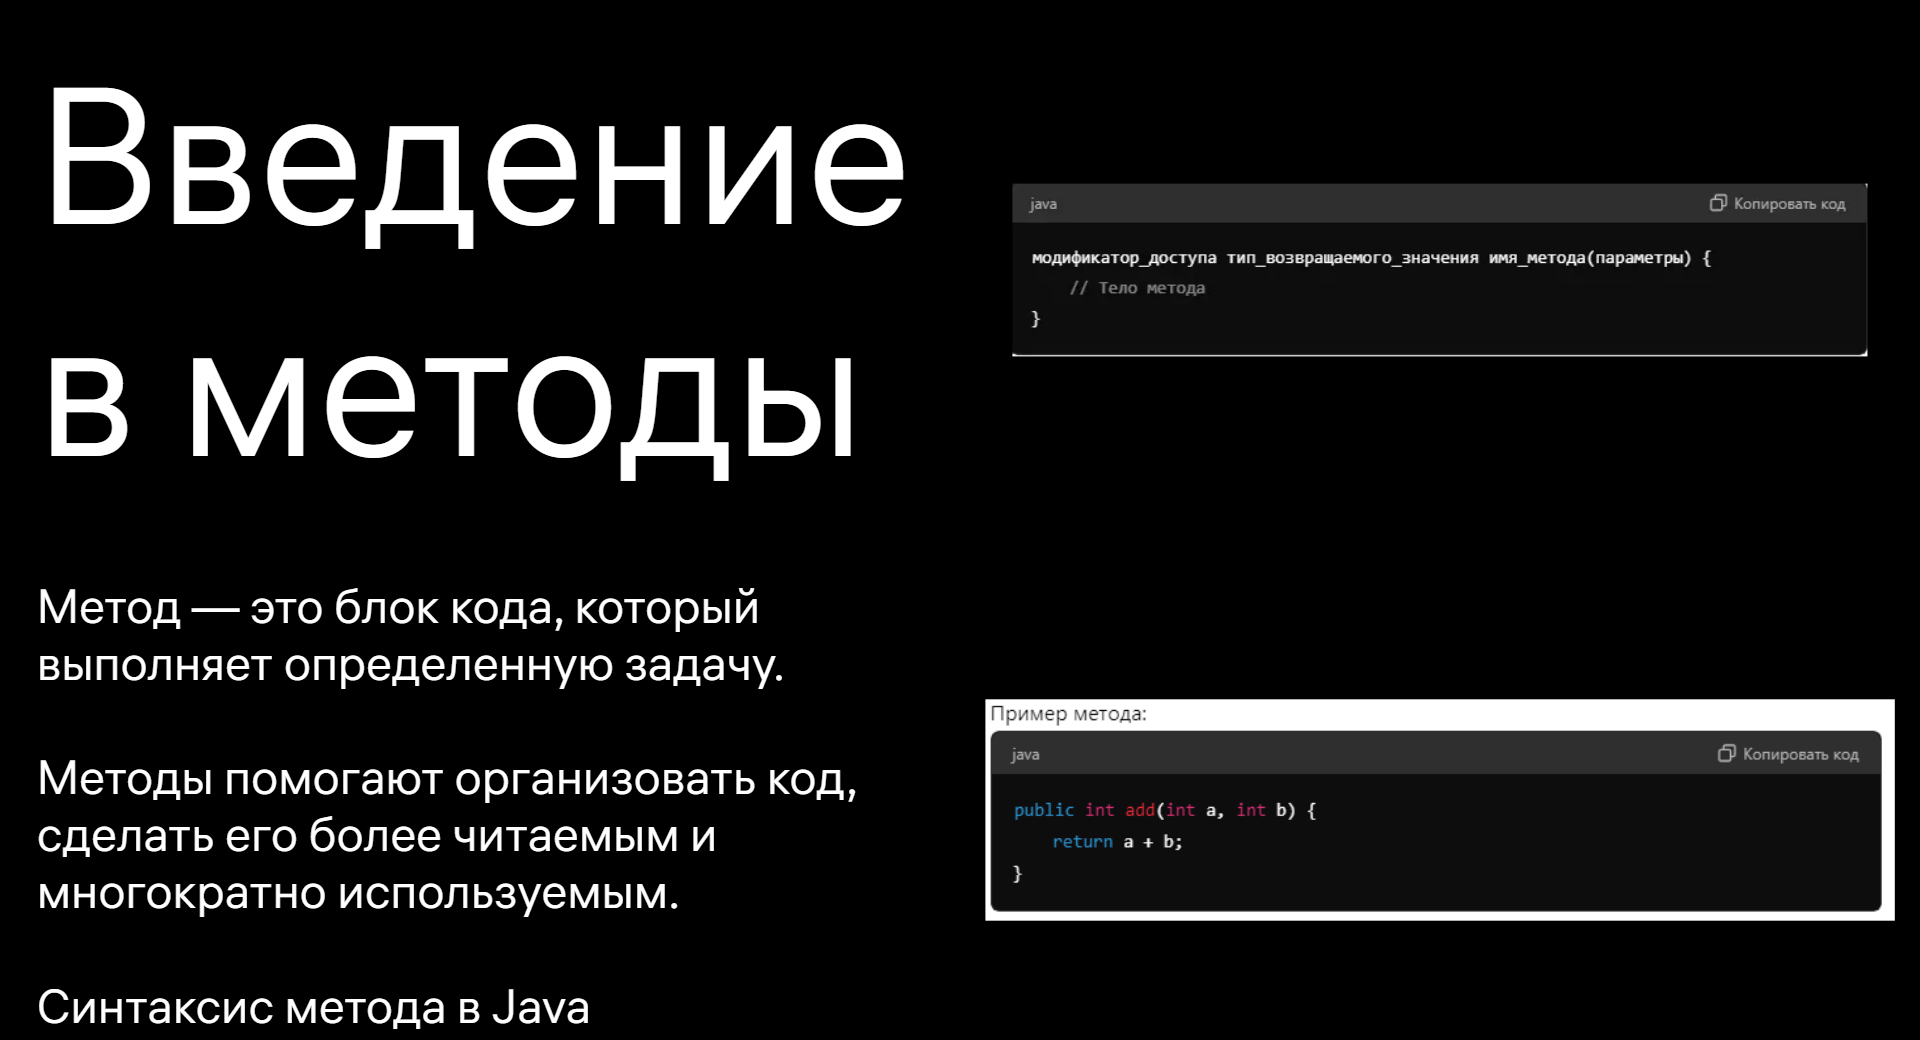 Введение
в методы
Метод — это блок кода, который
выполняет определенную задачу.
Методы помогают организовать код,
сделать его более читаемым и
многократно используемым.
Синтаксис метода в Java
java
Копировать код
модификатор_доступа тип_возвращаемого_значения имя_метода(параметры) {
// Тело метода
}
Пример метода:
java
Копировать код
public int add(int a, int b) {
return a + b;
}